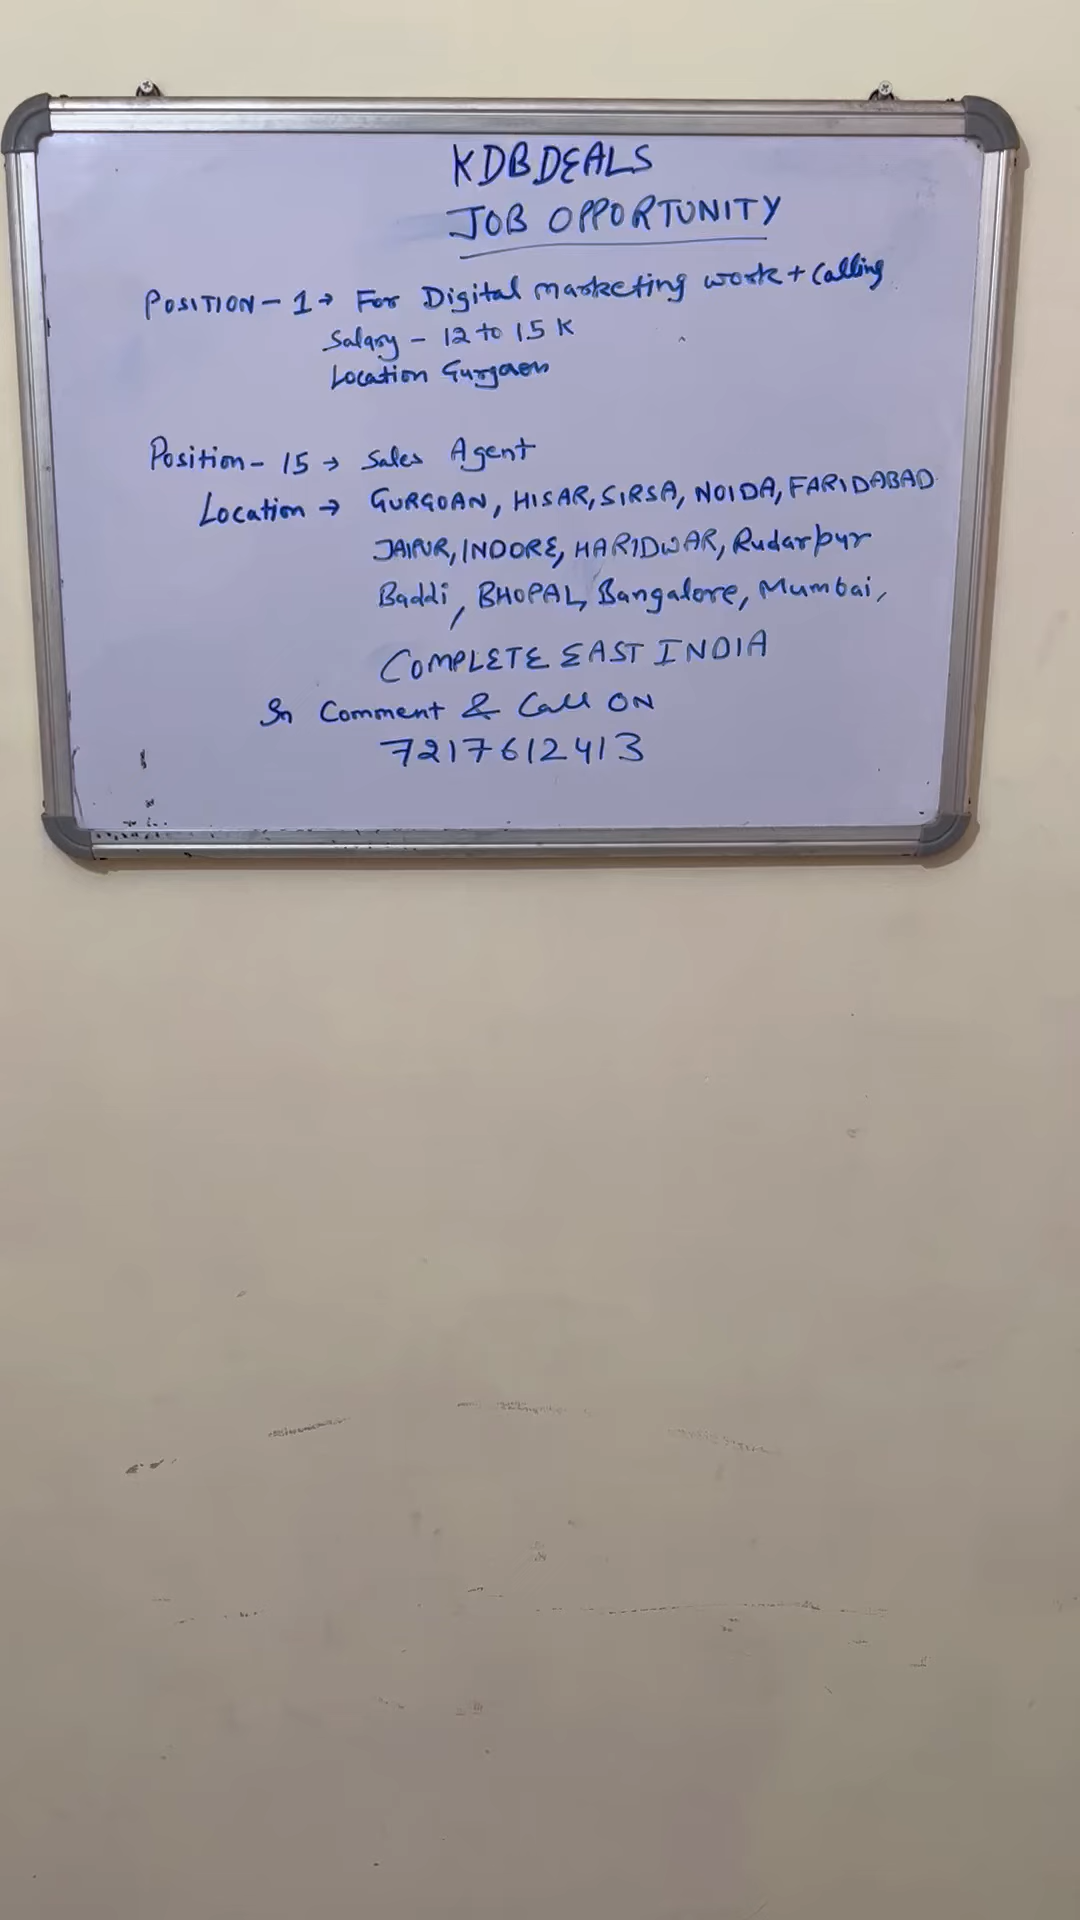 KDBDEALS
JOB OPPORTUNITY
POSITION - 1 → For Digital marketing work + Calling
Salary - 12 to 15 K
Location Gurgaon
Position - 15 → Sales Agent
Location → GURGOAN, HISAR, SIRSA, NOIDA, FARIDABAD
JAIPUR, INDORE, HARIDWAR, Rudarpur
Baddi, BHOPAL, Bangalore, Mumbai,
COMPLETE EAST INDIA
In Comment & Call ON
7217612413